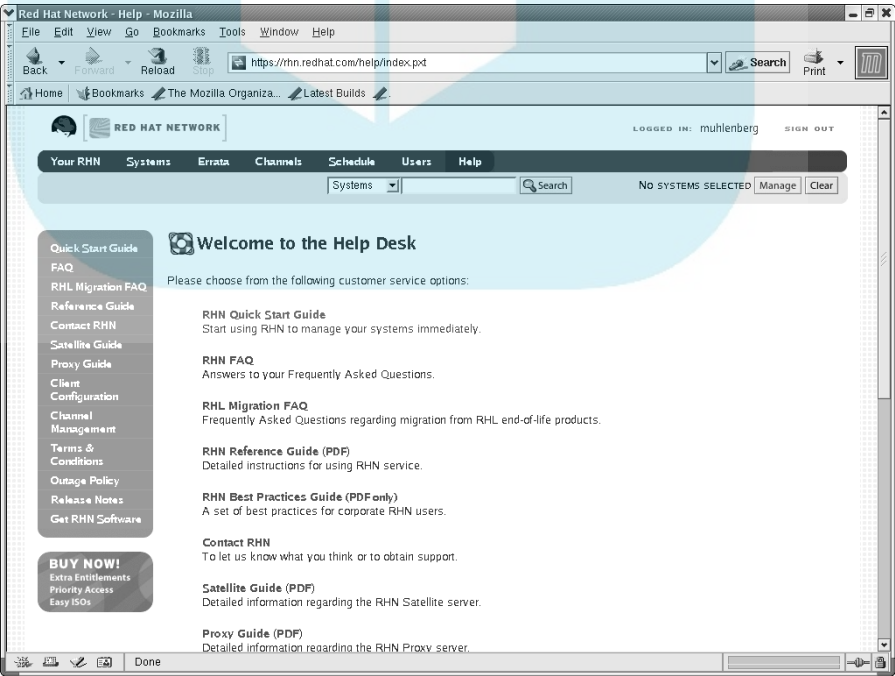 Red Hat Network - Help - Mozilla
File Edit View Go Bookmarks Tools Window Help
Back Forward Reload Stop https://rhn.redhat.com/help/index.pxt Search Print
Home Bookmarks The Mozilla Organiza... Latest Builds
RED HAT NETWORK LOGGED IN: muhlenberg SIGN OUT
Your RHN Systems Errata Channels Schedule Users Help
Systems Search NO SYSTEMS SELECTED Manage Clear
Quick Start Guide
FAQ
RHL Migration FAQ
Reference Guide
Contact RHN
Satellite Guide
Proxy Guide
Client
Configuration
Channel
Management
Terms &
Conditions
Outage Policy
Release Notes
Get RHN Software
BUY NOW!
Extra Entitlements
Priority Access
Easy ISOs
Welcome to the Help Desk
Please choose from the following customer service options:
RHN Quick Start Guide
Start using RHN to manage your systems immediately.
RHN FAQ
Answers to your Frequently Asked Questions.
RHL Migration FAQ
Frequently Asked Questions regarding migration from RHL end-of-life products.
RHN Reference Guide (PDF)
Detailed instructions for using RHN service.
RHN Best Practices Guide (PDF only)
A set of best practices for corporate RHN users.
Contact RHN
To let us know what you think or to obtain support.
Satellite Guide (PDF)
Detailed information regarding the RHN Satellite server.
Proxy Guide (PDF)
Detailed information regarding the RHN Proxy server.
Done